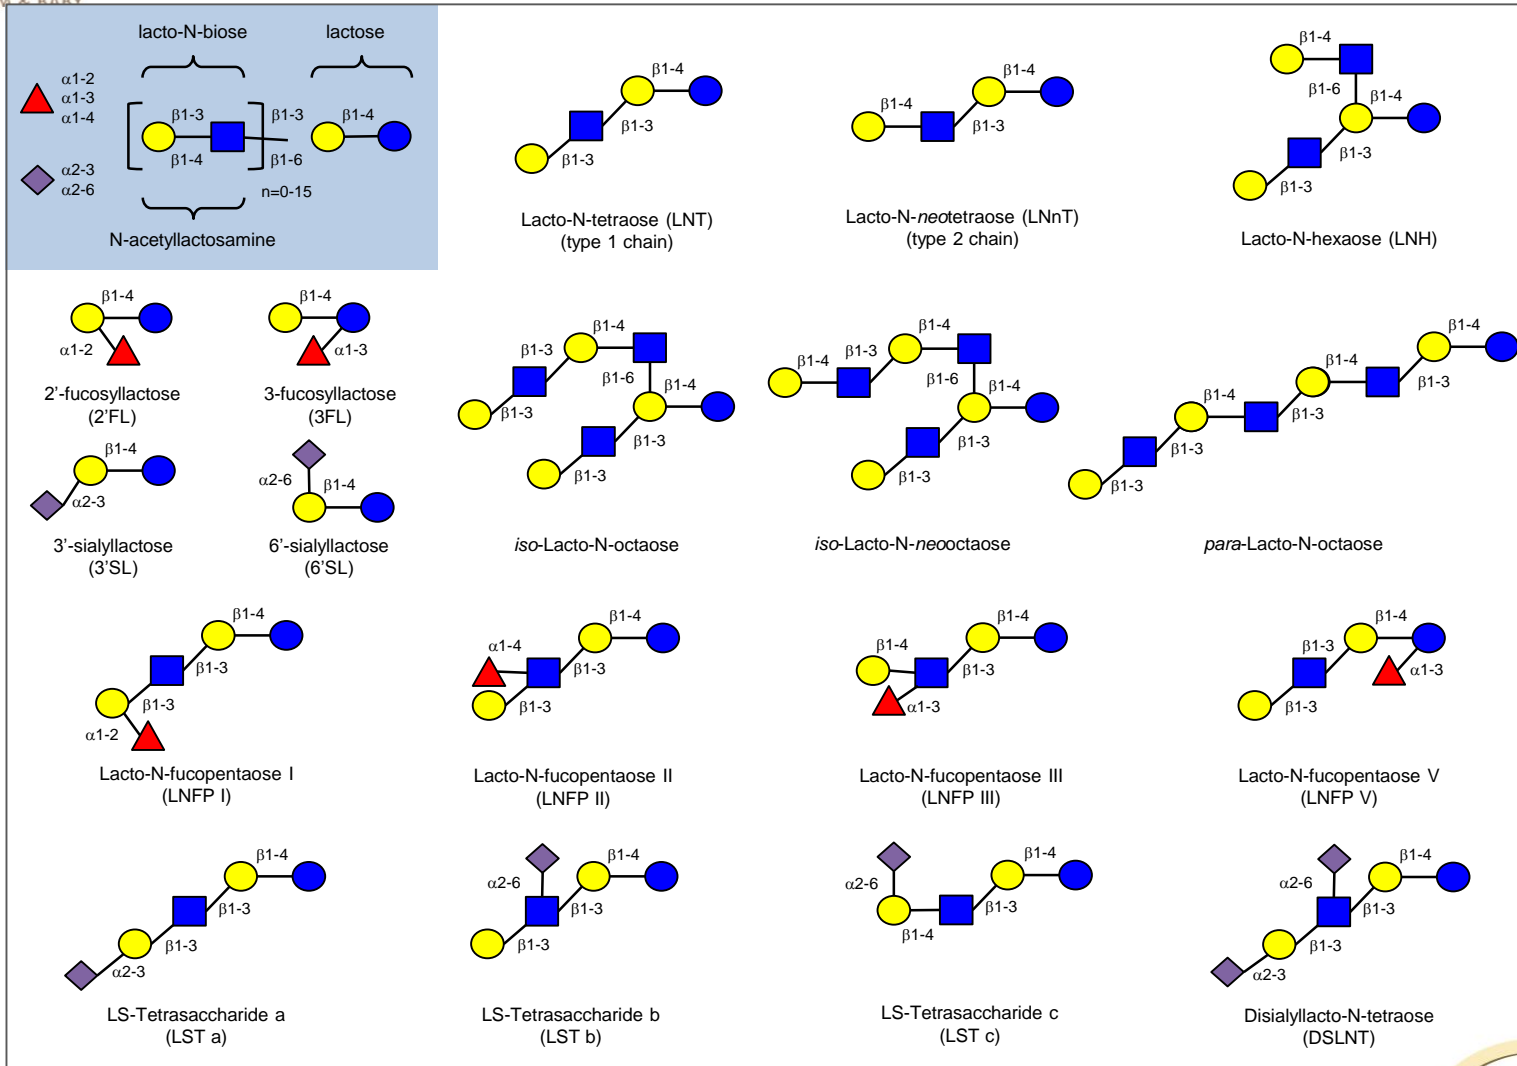 lacto-N-biose
lactose
α1-2
α1-3
α1-4
β1-3
β1-3
β1-4
β1-4
β1-6
α2-3
α2-6
n=0-15
N-acetyllactosamine
β1-4
β1-3
β1-3
Lacto-N-tetraose (LNT)
(type 1 chain)
β1-4
β1-4
β1-3
Lacto-N-neotetraose (LNnT)
(type 2 chain)
β1-4
β1-6
β1-4
β1-3
β1-3
Lacto-N-hexaose (LNH)
β1-4
α1-2
2'-fucosyllactose
(2'FL)
β1-4
α1-3
3-fucosyllactose
(3FL)
β1-4
α2-3
3'-sialyllactose
(3'SL)
α2-6
β1-4
6'-sialyllactose
(6'SL)
β1-4
β1-3
β1-6
β1-4
β1-3
β1-3
β1-3
iso-Lacto-N-octaose
β1-4
β1-3
β1-4
β1-6
β1-4
β1-3
β1-3
iso-Lacto-N-neooctaose
β1-4
β1-4
β1-3
β1-4
β1-3
β1-3
β1-3
para-Lacto-N-octaose
β1-4
β1-3
β1-3
α1-2
Lacto-N-fucopentaose I
(LNFP I)
β1-4
α1-4
β1-3
β1-3
Lacto-N-fucopentaose II
(LNFP II)
β1-4
β1-4
β1-3
α1-3
Lacto-N-fucopentaose III
(LNFP III)
β1-4
β1-3
α1-3
β1-3
Lacto-N-fucopentaose V
(LNFP V)
β1-4
β1-3
β1-3
α2-3
LS-Tetrasaccharide a
(LST a)
β1-4
α2-6
β1-3
β1-3
LS-Tetrasaccharide b
(LST b)
β1-4
α2-6
β1-3
β1-4
LS-Tetrasaccharide c
(LST c)
β1-4
α2-6
β1-3
β1-3
α2-3
Disialyllacto-N-tetraose
(DSLNT)